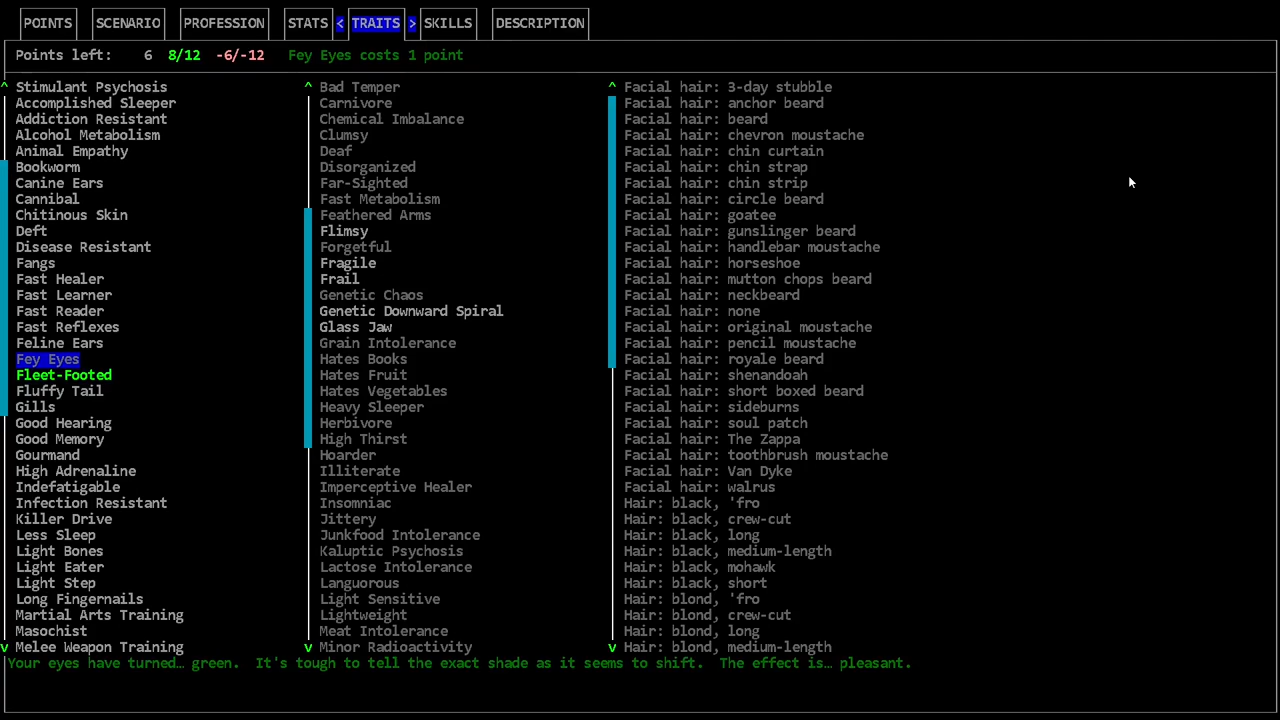 POINTS SCENARIO PROFESSION STATS < TRAITS > SKILLS DESCRIPTION
Points left: 6 8/12 -6/-12 Fey Eyes costs 1 point
^ Stimulant Psychosis
Accomplished Sleeper
Addiction Resistant
Alcohol Metabolism
Animal Empathy
Bookworm
Canine Ears
Cannibal
Chitinous Skin
Deft
Disease Resistant
Fangs
Fast Healer
Fast Learner
Fast Reader
Fast Reflexes
Feline Ears
Fey Eyes
Fleet-Footed
Fluffy Tail
Gills
Good Hearing
Good Memory
Gourmand
High Adrenaline
Indefatigable
Infection Resistant
Killer Drive
Less Sleep
Light Bones
Light Eater
Light Step
Long Fingernails
Martial Arts Training
Masochist
v Melee Weapon Training
^ Bad Temper
Carnivore
Chemical Imbalance
Clumsy
Deaf
Disorganized
Far-Sighted
Fast Metabolism
Feathered Arms
Flimsy
Forgetful
Fragile
Frail
Genetic Chaos
Genetic Downward Spiral
Glass Jaw
Grain Intolerance
Hates Books
Hates Fruit
Hates Vegetables
Heavy Sleeper
Herbivore
High Thirst
Hoarder
Illiterate
Imperceptive Healer
Insomniac
Jittery
Junkfood Intolerance
Kaluptic Psychosis
Lactose Intolerance
Languorous
Light Sensitive
Lightweight
Meat Intolerance
v Minor Radioactivity
^ Facial hair: 3-day stubble
Facial hair: anchor beard
Facial hair: beard
Facial hair: chevron moustache
Facial hair: chin curtain
Facial hair: chin strap
Facial hair: chin strip
Facial hair: circle beard
Facial hair: goatee
Facial hair: gunslinger beard
Facial hair: handlebar moustache
Facial hair: horseshoe
Facial hair: mutton chops beard
Facial hair: neckbeard
Facial hair: none
Facial hair: original moustache
Facial hair: pencil moustache
Facial hair: royale beard
Facial hair: shenandoah
Facial hair: short boxed beard
Facial hair: sideburns
Facial hair: soul patch
Facial hair: The Zappa
Facial hair: toothbrush moustache
Facial hair: Van Dyke
Facial hair: walrus
Hair: black, 'fro
Hair: black, crew-cut
Hair: black, long
Hair: black, medium-length
Hair: black, mohawk
Hair: black, short
Hair: blond, 'fro
Hair: blond, crew-cut
Hair: blond, long
v Hair: blond, medium-length
Your eyes have turned… green.  It's tough to tell the exact shade as it seems to shift.  The effect is… pleasant.